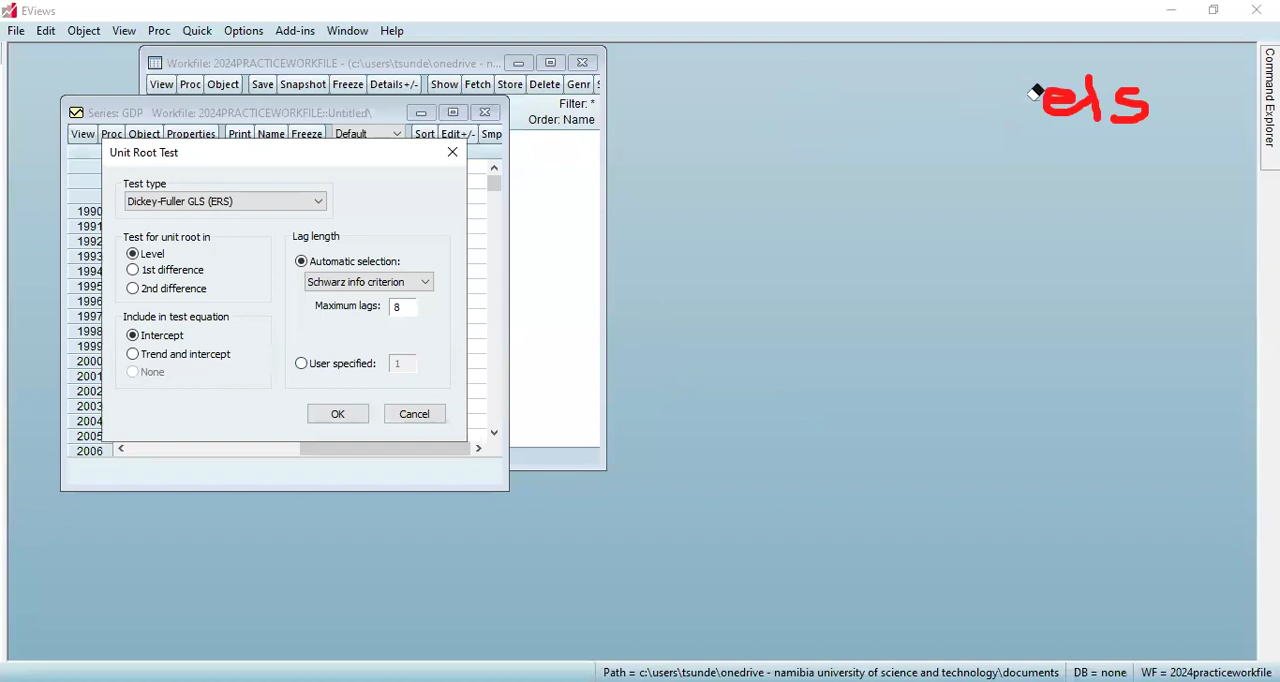 EViews
File Edit Object View Proc Quick Options Add-ins Window Help
Workfile: 2024PRACTICEWORKFILE - (c:\users\tsunde\onedrive - n...
View Proc Object Save Snapshot Freeze Details+/- Show Fetch Store Delete Genr
Filter: *
Order: Name
Series: GDP Workfile: 2024PRACTICEWORKFILE::Untitled\
View Proc Object Properties Print Name Freeze Default Sort Edit+/- Smp
Unit Root Test
Test type
Dickey-Fuller GLS (ERS)
Test for unit root in
Level
1st difference
2nd difference
Include in test equation
Intercept
Trend and intercept
None
Lag length
Automatic selection:
Schwarz info criterion
Maximum lags: 8
User specified: 1
OK Cancel
1990
1991
1992
1993
1994
1995
1996
1997
1998
1999
2000
2001
2002
2003
2004
2005
2006
els
Command Explorer
Path = c:\users\tsunde\onedrive - namibia university of science and technology\documents DB = none WF = 2024practiceworkfile